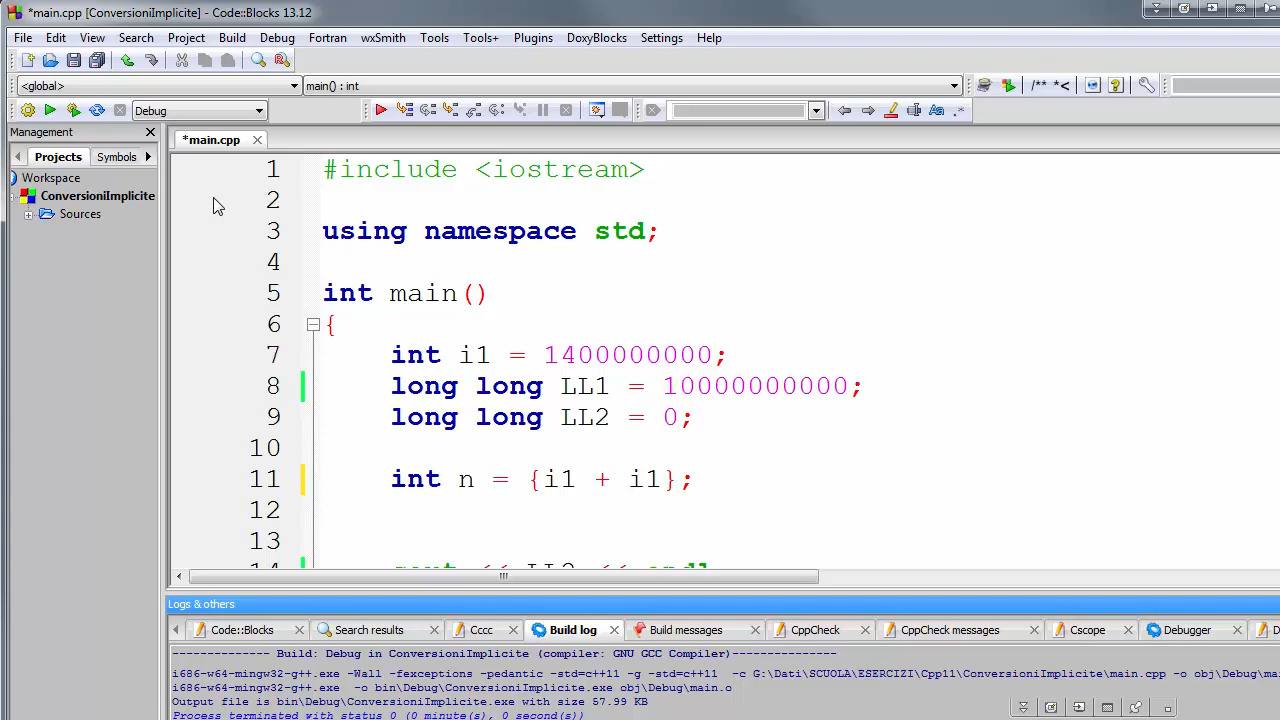 *main.cpp [ConversioniImplicite] - Code::Blocks 13.12
File Edit View Search Project Build Debug Fortran wxSmith Tools Tools+ Plugins DoxyBlocks Settings Help
<global> main() : int /** *<
Debug
Management
*main.cpp
Projects Symbols
Workspace
ConversioniImplicite
Sources
1 #include <iostream>
2
3 using namespace std;
4
5 int main()
6 {
7 int i1 = 1400000000;
8 long long LL1 = 10000000000;
9 long long LL2 = 0;
10
11 int n = {i1 + i1};
12
13
14 cout << LL2 << endl
Logs & others
Code::Blocks Search results Cccc Build log Build messages CppCheck CppCheck messages Cscope Debugger
-------------- Build: Debug in ConversioniImplicite (compiler: GNU GCC Compiler)---------------
i686-w64-mingw32-g++.exe -Wall -fexceptions -pedantic -std=c++11 -g -std=c++11 -c G:\Dati\SCUOLA\ESERCIZI\Cpp11\ConversioniImplicite\main.cpp -o obj\Debug\mai
i686-w64-mingw32-g++.exe -o bin\Debug\ConversioniImplicite.exe obj\Debug\main.o
Output file is bin\Debug\ConversioniImplicite.exe with size 57.99 KB
Process terminated with status 0 (0 minute(s), 0 second(s))